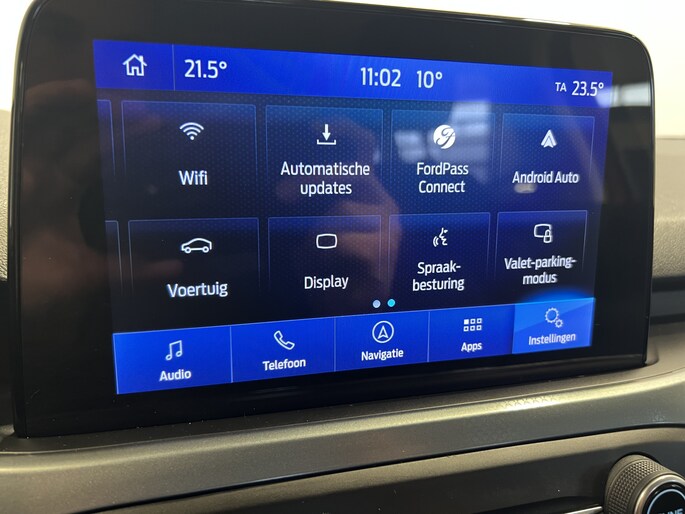 21.5°
11:02 10°
TA 23.5°
Wifi
Automatische
updates
FordPass
Connect
Android Auto
Voertuig
Display
Spraak-
besturing
Valet-parking-
modus
Audio
Telefoon
Navigatie
Apps
Instellingen